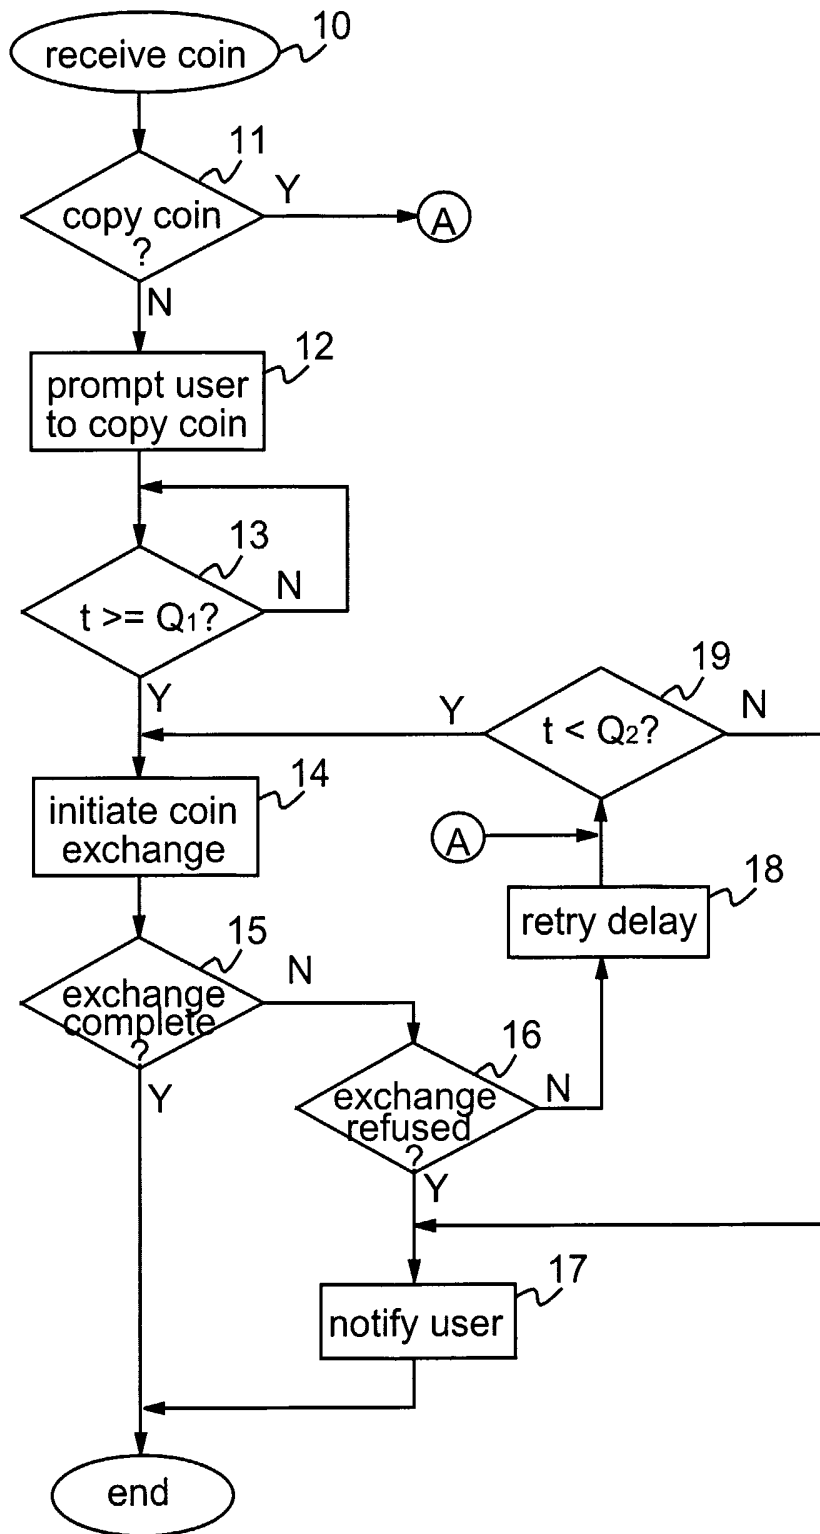 10
receive coin
11
Y
copy coin
?
A
N
12
prompt user
to copy coin
13
N
t >= Q₁?
Y
19
Y
N
t < Q₂?
14
initiate coin
exchange
A
18
retry delay
15
N
exchange
complete
?
Y
16
N
exchange
refused
?
Y
17
notify user
end